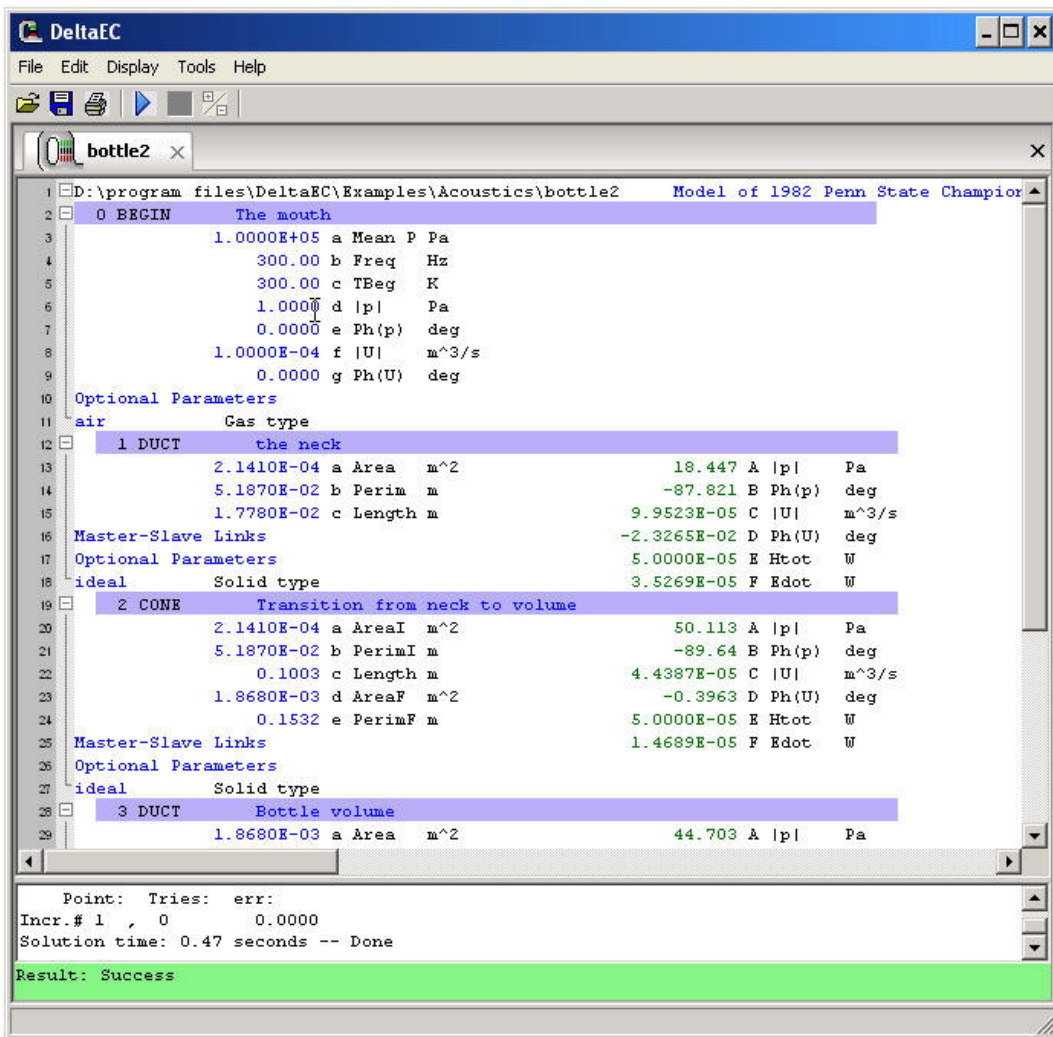 DeltaEC
File Edit Display Tools Help
bottle2
1 D:\program files\DeltaEC\Examples\Acoustics\bottle2 Model of 1982 Penn State Champion
2 0 BEGIN The mouth
3 1.0000E+05 a Mean P Pa
4 300.00 b Freq Hz
5 300.00 c TBeg K
6 1.0000 d |p| Pa
7 0.0000 e Ph(p) deg
8 1.0000E-04 f |U| m^3/s
9 0.0000 g Ph(U) deg
10 Optional Parameters
11 air Gas type
12 1 DUCT the neck
13 2.1410E-04 a Area m^2 18.447 A |p| Pa
14 5.1870E-02 b Perim m -87.821 B Ph(p) deg
15 1.7780E-02 c Length m 9.9523E-05 C |U| m^3/s
16 Master-Slave Links -2.3265E-02 D Ph(U) deg
17 Optional Parameters 5.0000E-05 E Htot W
18 ideal Solid type 3.5269E-05 F Edot W
19 2 CONE Transition from neck to volume
20 2.1410E-04 a AreaI m^2 50.113 A |p| Pa
21 5.1870E-02 b PerimI m -89.64 B Ph(p) deg
22 0.1003 c Length m 4.4387E-05 C |U| m^3/s
23 1.8680E-03 d AreaF m^2 -0.3963 D Ph(U) deg
24 0.1532 e PerimF m 5.0000E-05 E Htot W
25 Master-Slave Links 1.4689E-05 F Edot W
26 Optional Parameters
27 ideal Solid type
28 3 DUCT Bottle volume
29 1.8680E-03 a Area m^2 44.703 A |p| Pa
Point: Tries: err:
Incr.# 1 , 0 0.0000
Solution time: 0.47 seconds -- Done
Result: Success